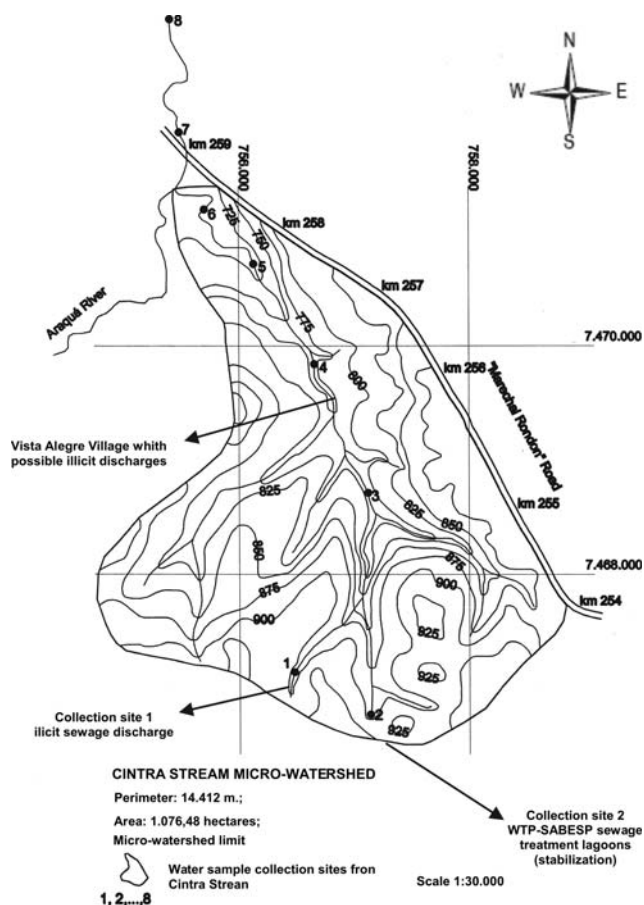 8
N
W E
S
7
km 259
756.000
758.000
6
725
750
km 258
5
km 257
Araquá River
775
7.470.000
4
800
km 256
"Marechal Rondon" Road
Vista Alegre Village whith
possible illicit discharges
825
3
825
850
km 255
850
875
7.468.000
875
900
900
km 254
925
1
925
Collection site 1
ilicit sewage discharge
2
925
CINTRA STREAM MICRO-WATERSHED
Perimeter: 14.412 m.;
Area: 1.076,48 hectares;
Micro-watershed limit
Water sample collection sites fron
Cintra Strean
1, 2,...,8
Collection site 2
WTP-SABESP sewage
treatment lagoons
(stabilization)
Scale 1:30.000